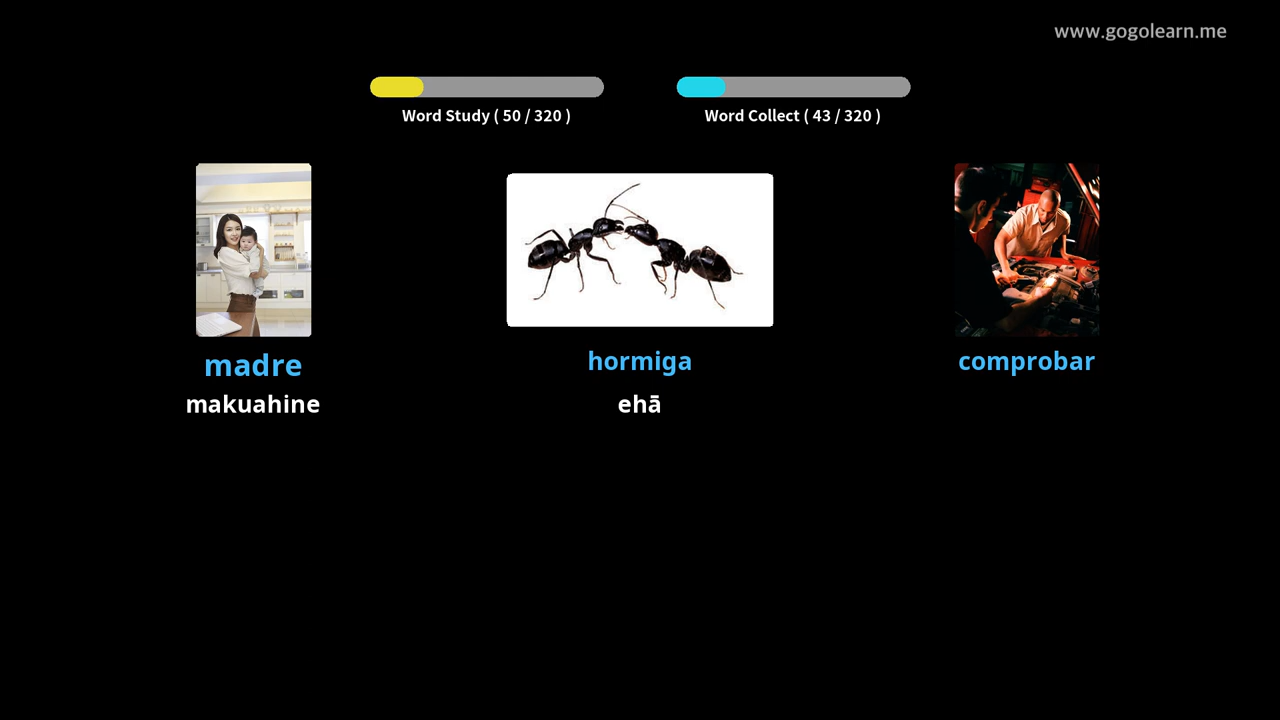 www.gogolearn.me
Word Study ( 50 / 320 )
Word Collect ( 43 / 320 )
madre
hormiga
comprobar
makuahine
ehā